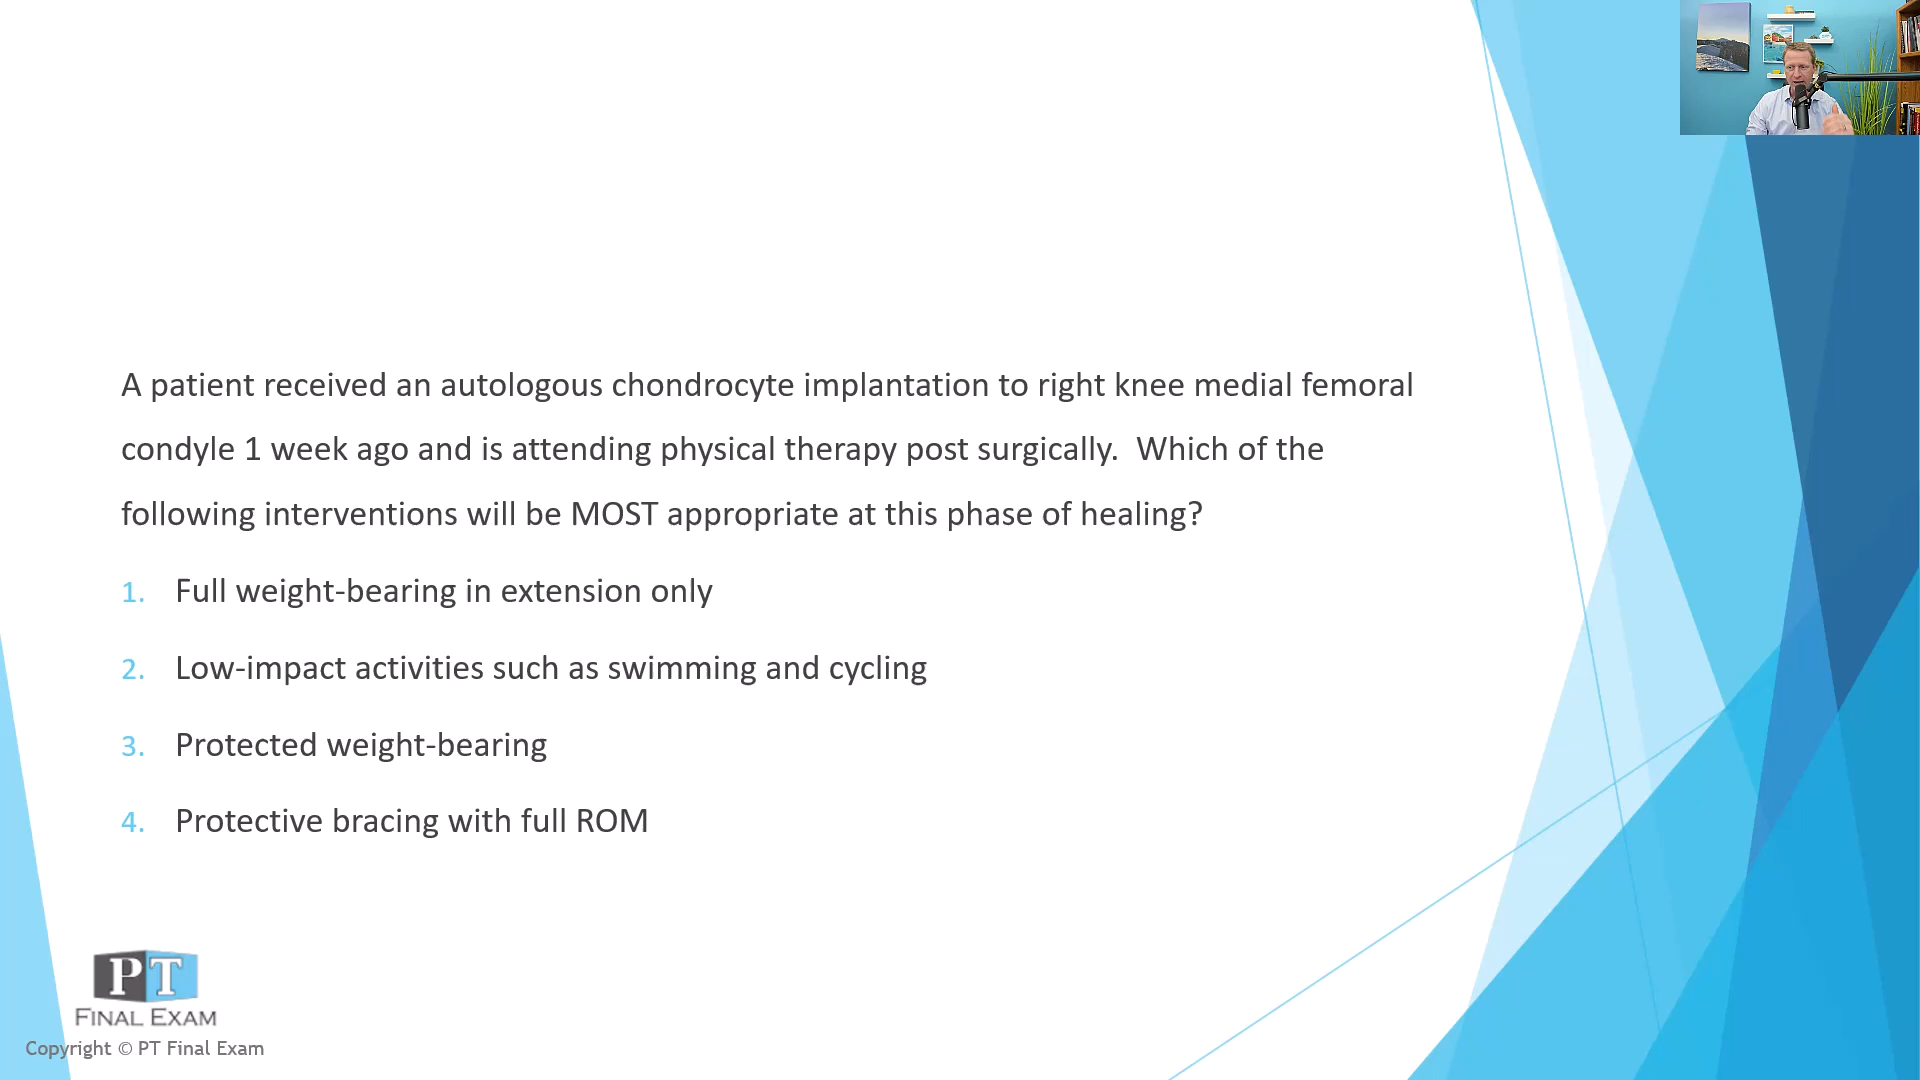 A patient received an autologous chondrocyte implantation to right knee medial femoral
condyle 1 week ago and is attending physical therapy post surgically.  Which of the
following interventions will be MOST appropriate at this phase of healing?
1. Full weight-bearing in extension only
2. Low-impact activities such as swimming and cycling
3. Protected weight-bearing
4. Protective bracing with full ROM
PT
FINAL EXAM
Copyright © PT Final Exam